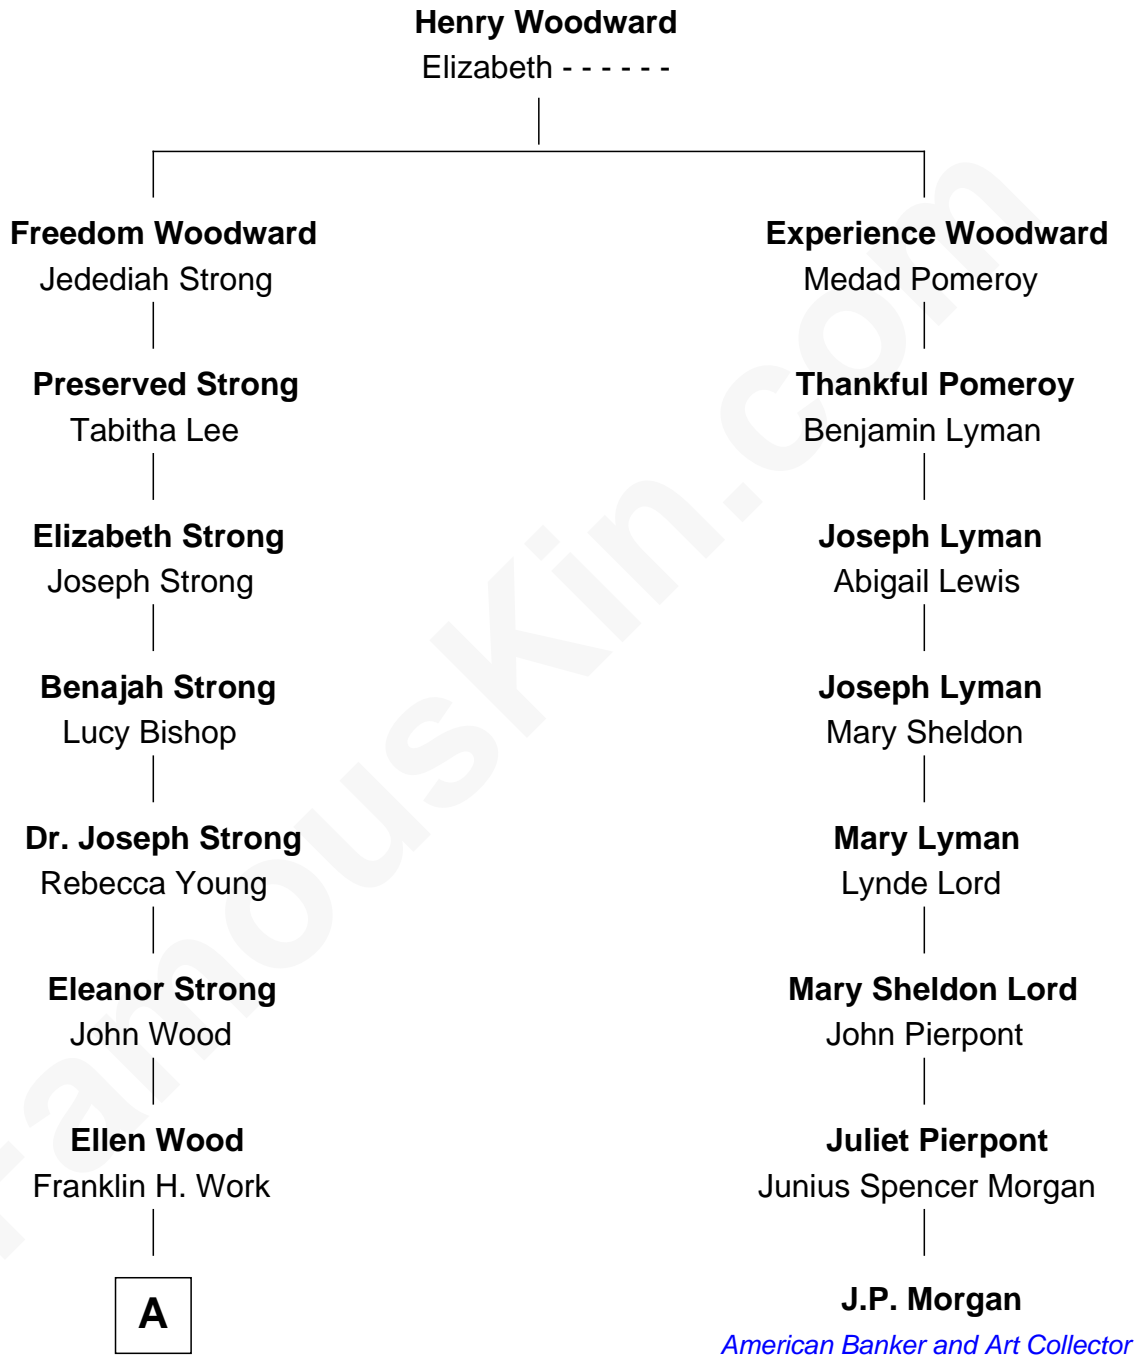 Henry Woodward
Elizabeth - - - - - -
Freedom Woodward
Jedediah Strong
Experience Woodward
Medad Pomeroy
Preserved Strong
Tabitha Lee
Thankful Pomeroy
Benjamin Lyman
Elizabeth Strong
Joseph Strong
Joseph Lyman
Abigail Lewis
Benajah Strong
Lucy Bishop
Joseph Lyman
Mary Sheldon
Dr. Joseph Strong
Rebecca Young
Mary Lyman
Lynde Lord
Eleanor Strong
John Wood
Mary Sheldon Lord
John Pierpont
Ellen Wood
Franklin H. Work
Juliet Pierpont
Junius Spencer Morgan
A
J.P. Morgan
American Banker and Art Collector
FamousKin.com